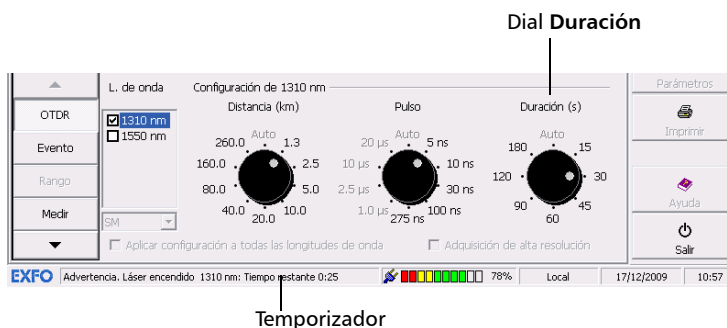 Dial Duración
L. de onda
Configuración de 1310 nm
Parámetros
OTDR
Evento
Rango
Medir
1310 nm
1550 nm
SM
Distancia (km)
Auto
1.3
2.5
5.0
10.0
20.0
40.0
80.0
160.0
260.0
Pulso
Auto
5 ns
10 ns
30 ns
100 ns
275 ns
1.0 µs
2.5 µs
10 µs
20 µs
Duración (s)
Auto
15
30
45
60
90
120
180
Imprimir
Ayuda
Salir
Aplicar configuración a todas las longitudes de onda
Adquisición de alta resolución
EXFO Advertencia. Láser encendido 1310 nm: Tiempo restante 0:25 78% Local 17/12/2009 10:57
Temporizador